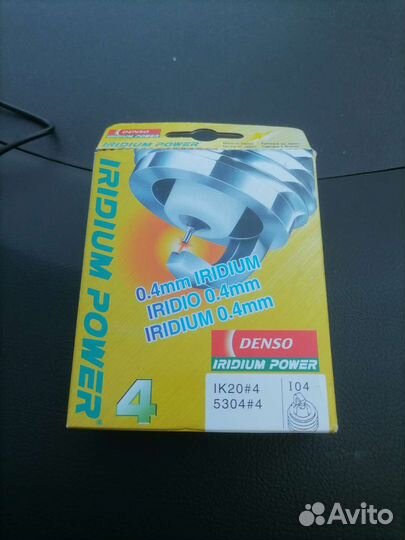 DENSO
IRIDIUM POWER
IRIDIUM POWER
0.4mm IRIDIUM
IRIDIO 0.4mm
IRIDIUM 0.4mm
DENSO
IRIDIUM POWER
IK20#4
5304#4
I04
4
Avito